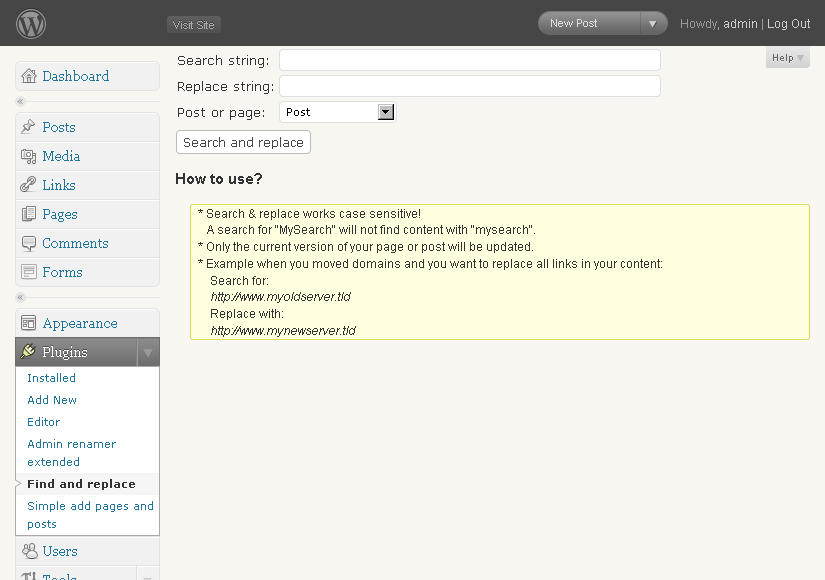 Visit Site
New Post
Howdy, admin | Log Out
Help
Search string:
Replace string:
Post or page: Post
Search and replace
How to use?
* Search & replace works case sensitive!
A search for "MySearch" will not find content with "mysearch".
* Only the current version of your page or post will be updated.
* Example when you moved domains and you want to replace all links in your content:
Search for:
http://www.myoldserver.tld
Replace with:
http://www.mynewserver.tld
Dashboard
Posts
Media
Links
Pages
Comments
Forms
Appearance
Plugins
Installed
Add New
Editor
Admin renamer
extended
Find and replace
Simple add pages and
posts
Users
Tools